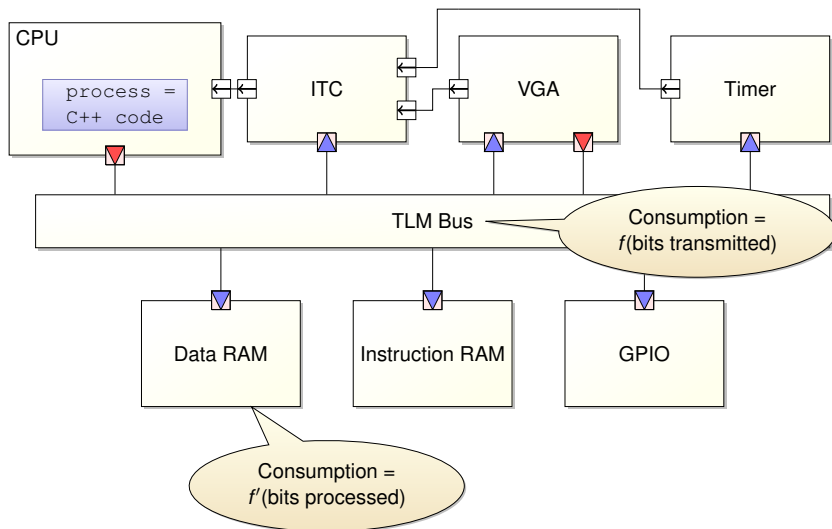 CPU
process =
C++ code
ITC
VGA
Timer
TLM Bus
Consumption =
f(bits transmitted)
Data RAM
Instruction RAM
GPIO
Consumption =
f′(bits processed)